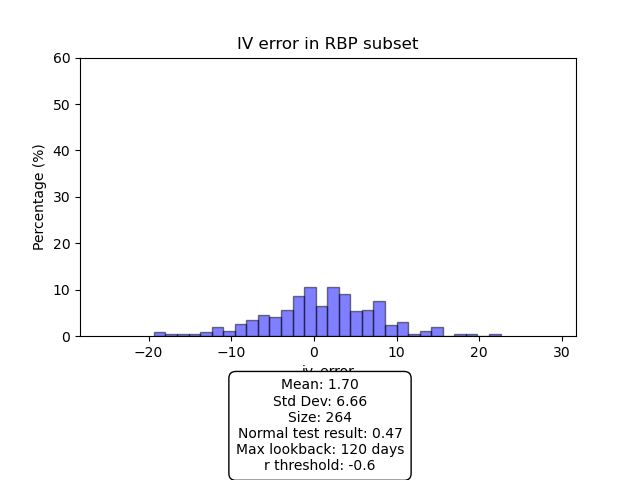 IV error in RBP subset
60
50
40
30
20
10
0
Percentage (%)
−20 −10 0 10 20 30
iv_error
Mean: 1.70
Std Dev: 6.66
Size: 264
Normal test result: 0.47
Max lookback: 120 days
r threshold: -0.6